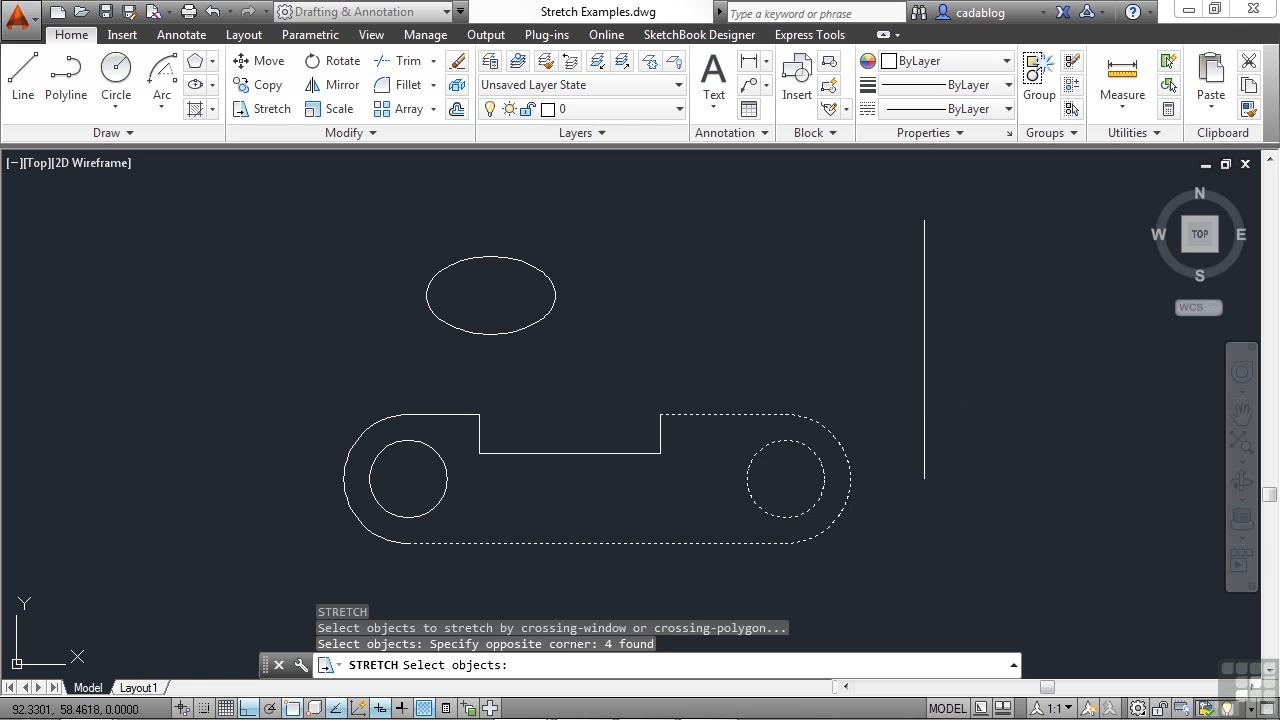 Drafting & Annotation
Stretch Examples.dwg
Type a keyword or phrase
cadablog
Home Insert Annotate Layout Parametric View Manage Output Plug-ins Online SketchBook Designer Express Tools
Line
Polyline
Circle
Arc
Move
Rotate
Trim
Copy
Mirror
Fillet
Stretch
Scale
Array
Unsaved Layer State
0
Text
Insert
ByLayer
ByLayer
ByLayer
Group
Measure
Paste
Draw
Modify
Layers
Annotation
Block
Properties
Groups
Utilities
Clipboard
[−][Top][2D Wireframe]
N
W
TOP
E
S
WCS
Y
X
STRETCH
Select objects to stretch by crossing-window or crossing-polygon...
Select objects: Specify opposite corner: 4 found
STRETCH Select objects:
Model
Layout1
92.3301, 58.4618, 0.0000
MODEL
1:1